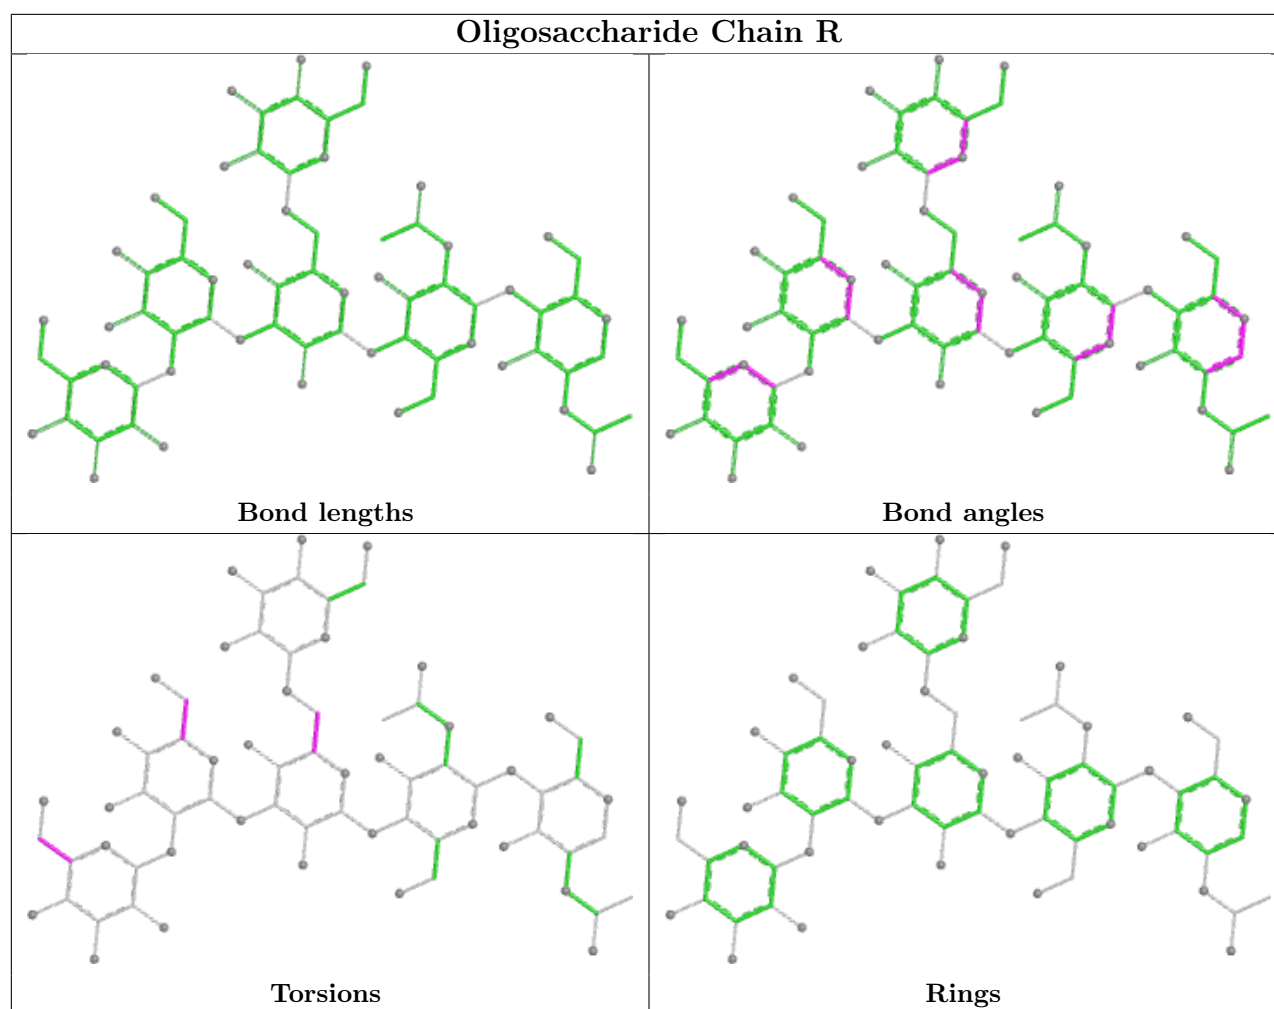 Oligosaccharide Chain R
Bond lengths
Bond angles
Torsions
Rings